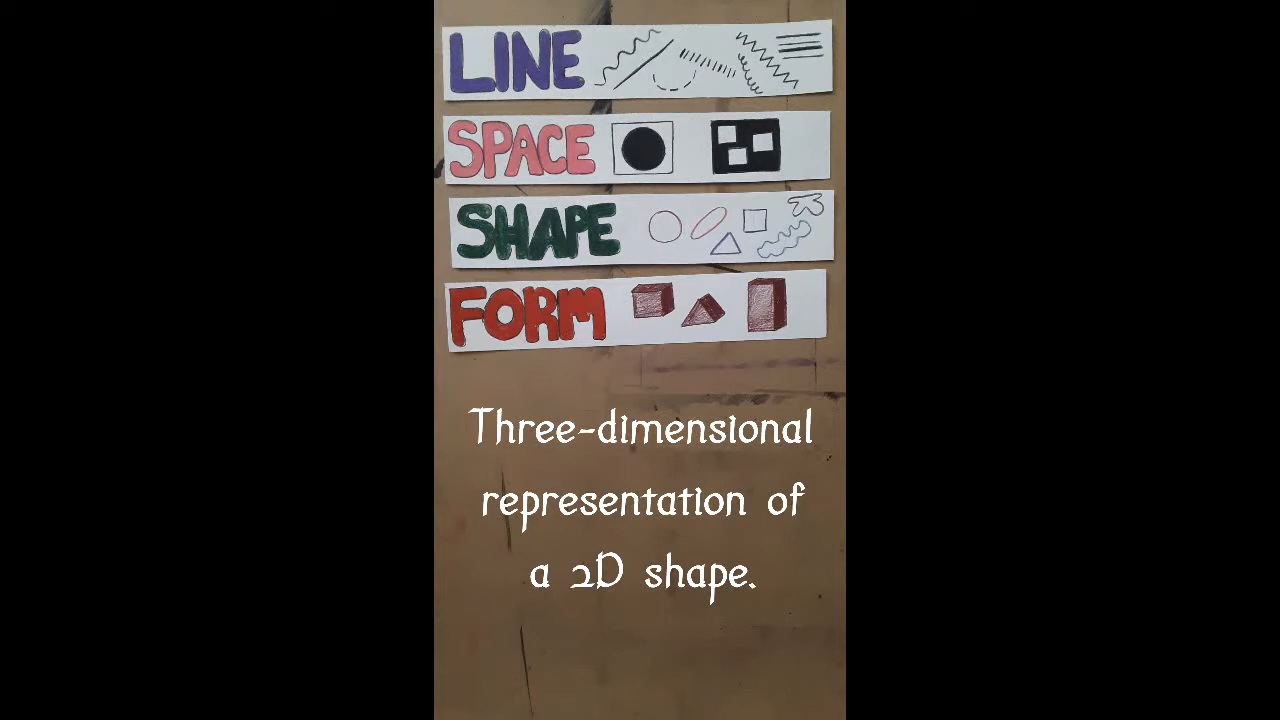 LINE
SPACE
SHAPE
FORM
Three-dimensional
representation of
a 2D shape.